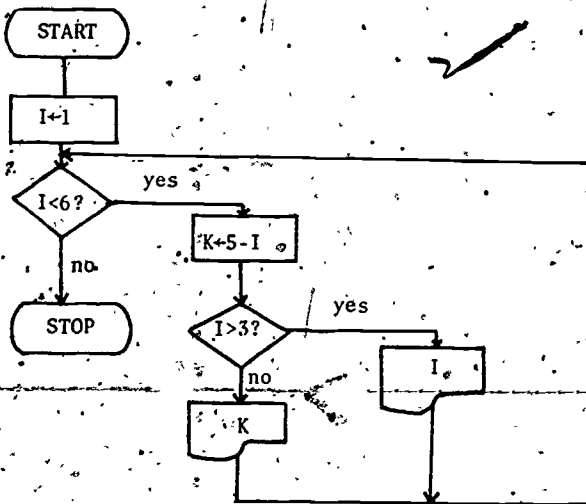 START
I←1
I<6?
yes
K←5-I
no
STOP
I>3?
yes
I
no
K